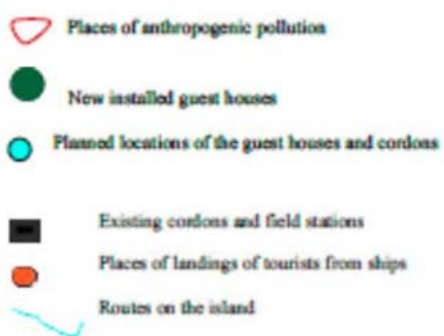 Places of anthropogenic pollution
New installed guest houses
Planned locations of the guest houses and cordons
Existing cordons and field stations
Places of landings of tourists from ships
Routes on the island